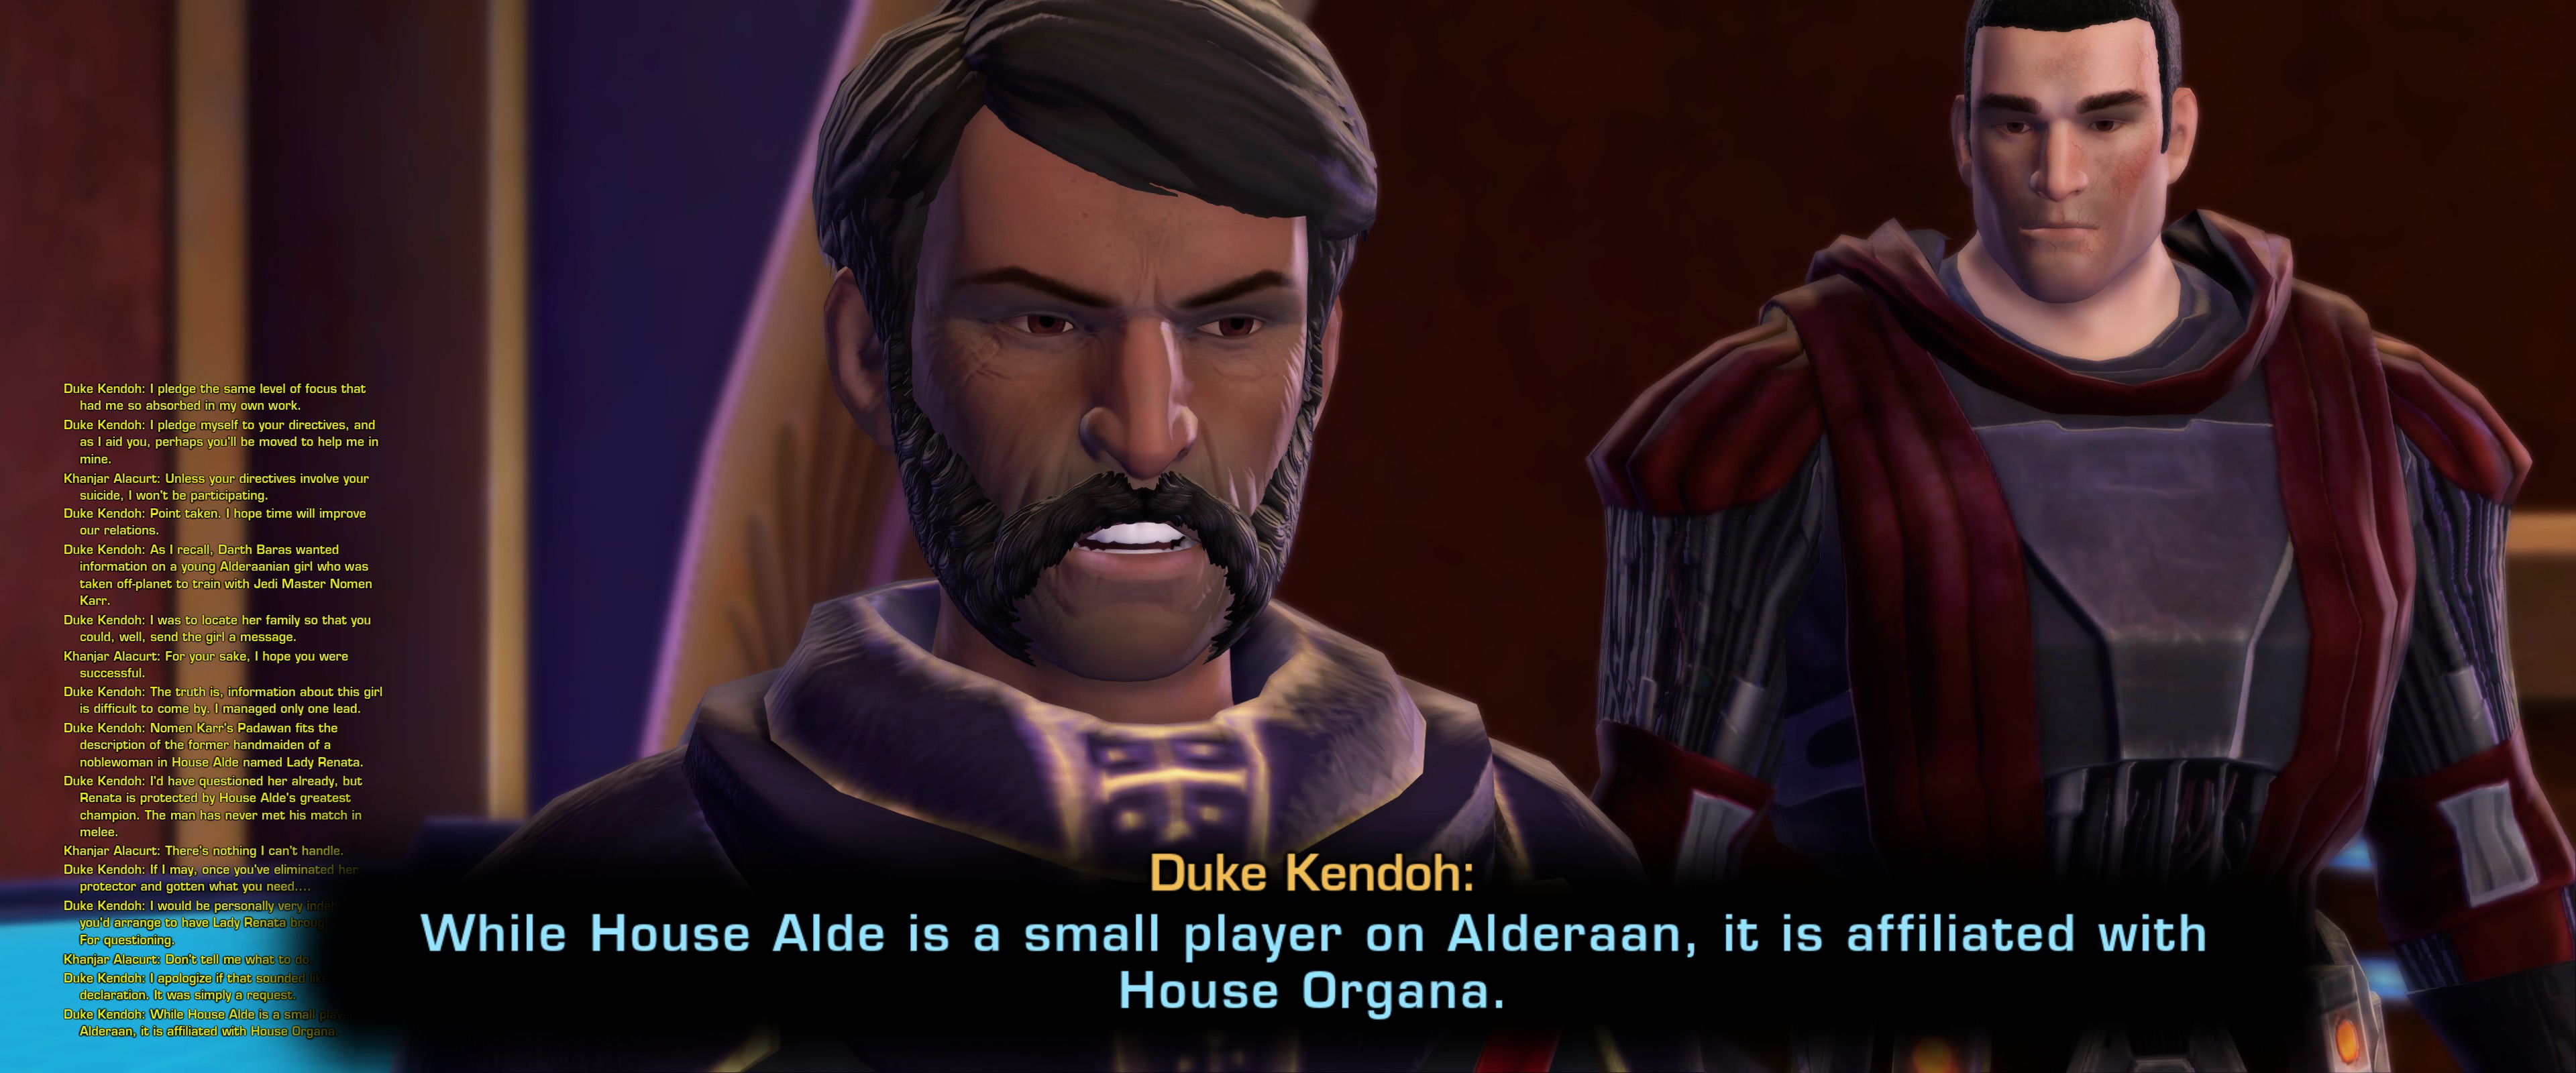 Duke Kendoh: I pledge the same level of focus that
had me so absorbed in my own work.
Duke Kendoh: I pledge myself to your directives, and
as I aid you, perhaps you'll be moved to help me in
mine.
Khanjar Alacurt: Unless your directives involve your
suicide, I won't be participating.
Duke Kendoh: Point taken. I hope time will improve
our relations.
Duke Kendoh: As I recall, Darth Baras wanted
information on a young Alderaanian girl who was
taken off-planet to train with Jedi Master Nomen
Karr.
Duke Kendoh: I was to locate her family so that you
could, well, send the girl a message.
Khanjar Alacurt: For your sake, I hope you were
successful.
Duke Kendoh: The truth is, information about this girl
is difficult to come by. I managed only one lead.
Duke Kendoh: Nomen Karr's Padawan fits the
description of the former handmaiden of a
noblewoman in House Alde named Lady Renata.
Duke Kendoh: I'd have questioned her already, but
Renata is protected by House Alde's greatest
champion. The man has never met his match in
melee.
Khanjar Alacurt: There's nothing I can't handle.
Duke Kendoh: If I may, once you've eliminated her
protector and gotten what you need....
Duke Kendoh: I would be personally very
you'd arrange to have Lady Renata
For questioning.
Khanjar Alacurt: Don't tell me what to do.
Duke Kendoh: I apologize if that sounded
declaration. It was simply a request.
Duke Kendoh: While House Alde is a small
Alderaan, it is affiliated with House Organa.
Duke Kendoh:
While House Alde is a small player on Alderaan, it is affiliated with
House Organa.